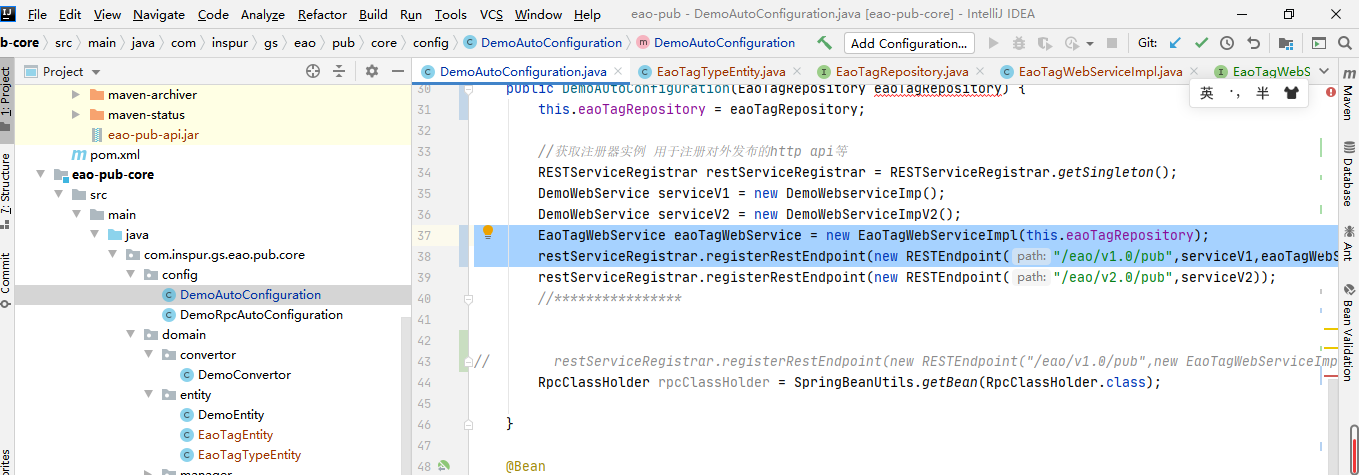 File Edit View Navigate Code Analyze Refactor Build Run Tools VCS Window Help eao-pub - DemoAutoConfiguration.java [eao-pub-core] - IntelliJ IDEA
b-core src main java com inspur gs eao pub core config DemoAutoConfiguration DemoAutoConfiguration Add Configuration... Git:
Project
DemoAutoConfiguration.java EaoTagTypeEntity.java EaoTagRepository.java EaoTagWebServiceImpl.java EaoTagWebS
1: Project
7: Structure
Commit
rites
maven-archiver
maven-status
eao-pub-api.jar
pom.xml
eao-pub-core
src
main
java
com.inspur.gs.eao.pub.core
config
DemoAutoConfiguration
DemoRpcAutoConfiguration
domain
convertor
DemoConvertor
entity
DemoEntity
EaoTagEntity
EaoTagTypeEntity
manager
30 public DemoAutoConfiguration(EaoTagRepository eaoTagRepository) {
31 this.eaoTagRepository = eaoTagRepository;
32
33 //获取注册器实例 用于注册对外发布的http api等
34 RESTServiceRegistrar restServiceRegistrar = RESTServiceRegistrar.getSingleton();
35 DemoWebService serviceV1 = new DemoWebserviceImp();
36 DemoWebService serviceV2 = new DemoWebServiceImpV2();
37 EaoTagWebService eaoTagWebService = new EaoTagWebServiceImpl(this.eaoTagRepository);
38 restServiceRegistrar.registerRestEndpoint(new RESTEndpoint( path: "/eao/v1.0/pub",serviceV1,eaoTagWebS
39 restServiceRegistrar.registerRestEndpoint(new RESTEndpoint( path: "/eao/v2.0/pub",serviceV2));
40 //****************
41
42
43 // restServiceRegistrar.registerRestEndpoint(new RESTEndpoint("/eao/v1.0/pub",new EaoTagWebServiceImp
44 RpcClassHolder rpcClassHolder = SpringBeanUtils.getBean(RpcClassHolder.class);
45
46 }
47
48 @Bean
英 ·, 半
Maven
Database
Ant
Bean Validation